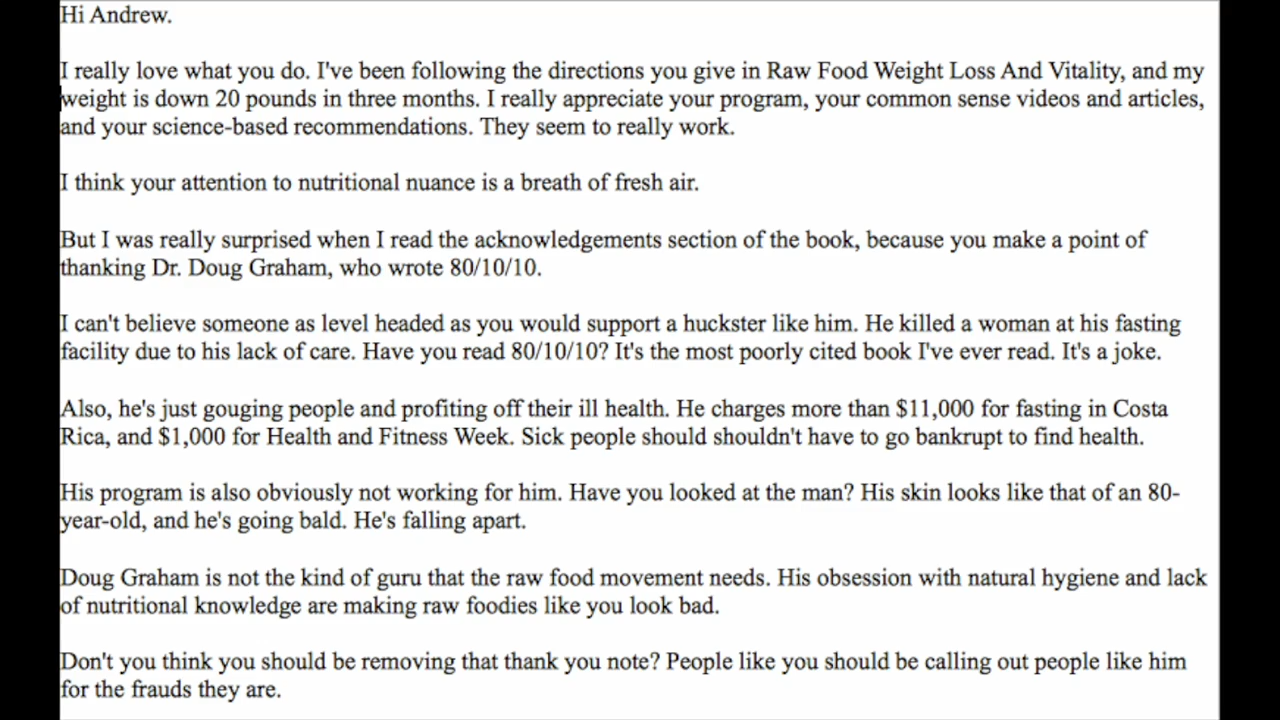 Hi Andrew.
I really love what you do. I've been following the directions you give in Raw Food Weight Loss And Vitality, and my
weight is down 20 pounds in three months. I really appreciate your program, your common sense videos and articles,
and your science-based recommendations. They seem to really work.
I think your attention to nutritional nuance is a breath of fresh air.
But I was really surprised when I read the acknowledgements section of the book, because you make a point of
thanking Dr. Doug Graham, who wrote 80/10/10.
I can't believe someone as level headed as you would support a huckster like him. He killed a woman at his fasting
facility due to his lack of care. Have you read 80/10/10? It's the most poorly cited book I've ever read. It's a joke.
Also, he's just gouging people and profiting off their ill health. He charges more than $11,000 for fasting in Costa
Rica, and $1,000 for Health and Fitness Week. Sick people should shouldn't have to go bankrupt to find health.
His program is also obviously not working for him. Have you looked at the man? His skin looks like that of an 80-
year-old, and he's going bald. He's falling apart.
Doug Graham is not the kind of guru that the raw food movement needs. His obsession with natural hygiene and lack
of nutritional knowledge are making raw foodies like you look bad.
Don't you think you should be removing that thank you note? People like you should be calling out people like him
for the frauds they are.